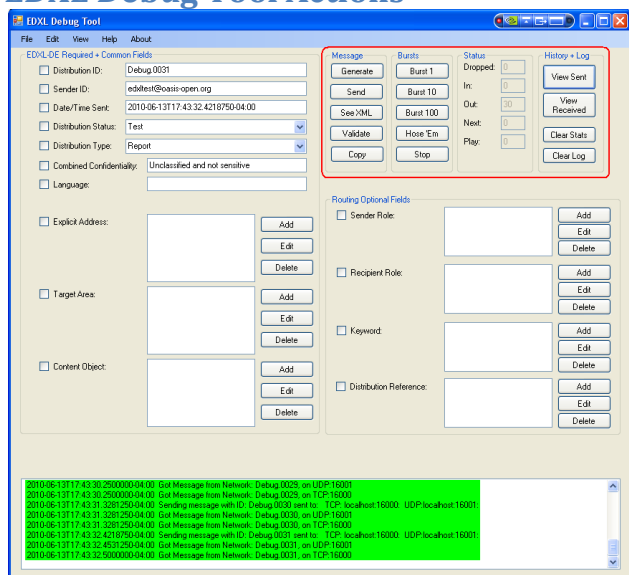 EDXL Debug Tool Actions
EDXL Debug Tool
File Edit View Help About
EDXL-DE Required + Common Fields
Distribution ID: Debug.0031
Sender ID: edxltest@oasis-open.org
Date/Time Sent: 2010-06-13T17:43:32.4218750-04:00
Distribution Status: Test
Distribution Type: Report
Combined Confidentiality: Unclassified and not sensitive
Language:
Explicit Address:
Add
Edit
Delete
Target Area:
Add
Edit
Delete
Content Object:
Add
Edit
Delete
Message
Generate
Send
See XML
Validate
Copy
Bursts
Burst 1
Burst 10
Burst 100
Hose 'Em
Stop
Status
Dropped: 0
In: 0
Out: 30
Next: 0
Play: 0
History + Log
View Sent
View
Received
Clear Stats
Clear Log
Routing Optional Fields
Sender Role:
Add
Edit
Delete
Recipient Role:
Add
Edit
Delete
Keyword:
Add
Edit
Delete
Distribution Reference:
Add
Edit
Delete
2010-06-13T17:43:30.2500000-04:00 Got Message from Network: Debug.0029, on UDP:16001
2010-06-13T17:43:30.2500000-04:00 Got Message from Network: Debug.0029, on TCP:16000
2010-06-13T17:43:31.3281250-04:00 Sending message with ID: Debug.0030 sent to: TCP: localhost:16000: UDP:localhost:16001:
2010-06-13T17:43:31.3281250-04:00 Got Message from Network: Debug.0030, on UDP:16001
2010-06-13T17:43:31.3281250-04:00 Got Message from Network: Debug.0030, on TCP:16000
2010-06-13T17:43:32.4218750-04:00 Sending message with ID: Debug.0031 sent to: TCP: localhost:16000: UDP:localhost:16001:
2010-06-13T17:43:32.4531250-04:00 Got Message from Network: Debug.0031, on UDP:16001
2010-06-13T17:43:32.5000000-04:00 Got Message from Network: Debug.0031, on TCP:16000